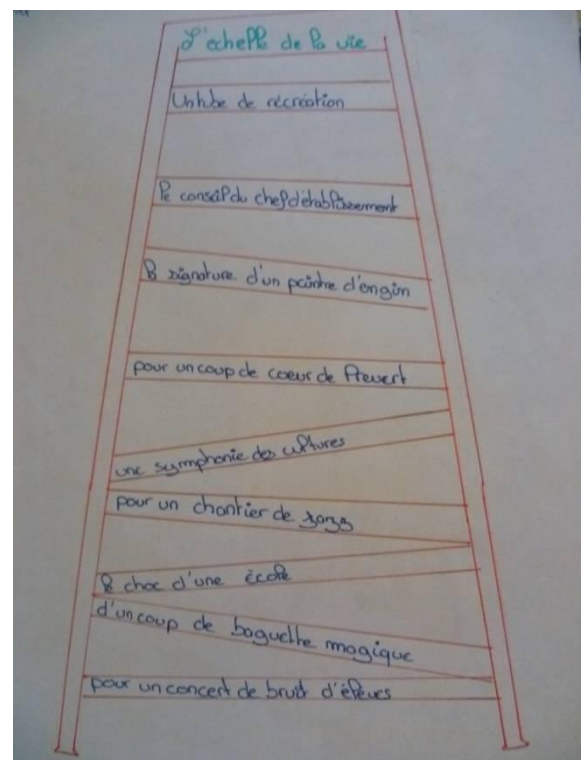 L'échelle de la vie
Un tube de récréation
le conseil du chef d'établissement
la signature d'un peintre d'engin
pour un coup de coeur de Prevert
une symphonie des cultures
pour un chantier de jazz
le choc d'une école
d'un coup de baguette magique
pour un concert de bruit d'élèves